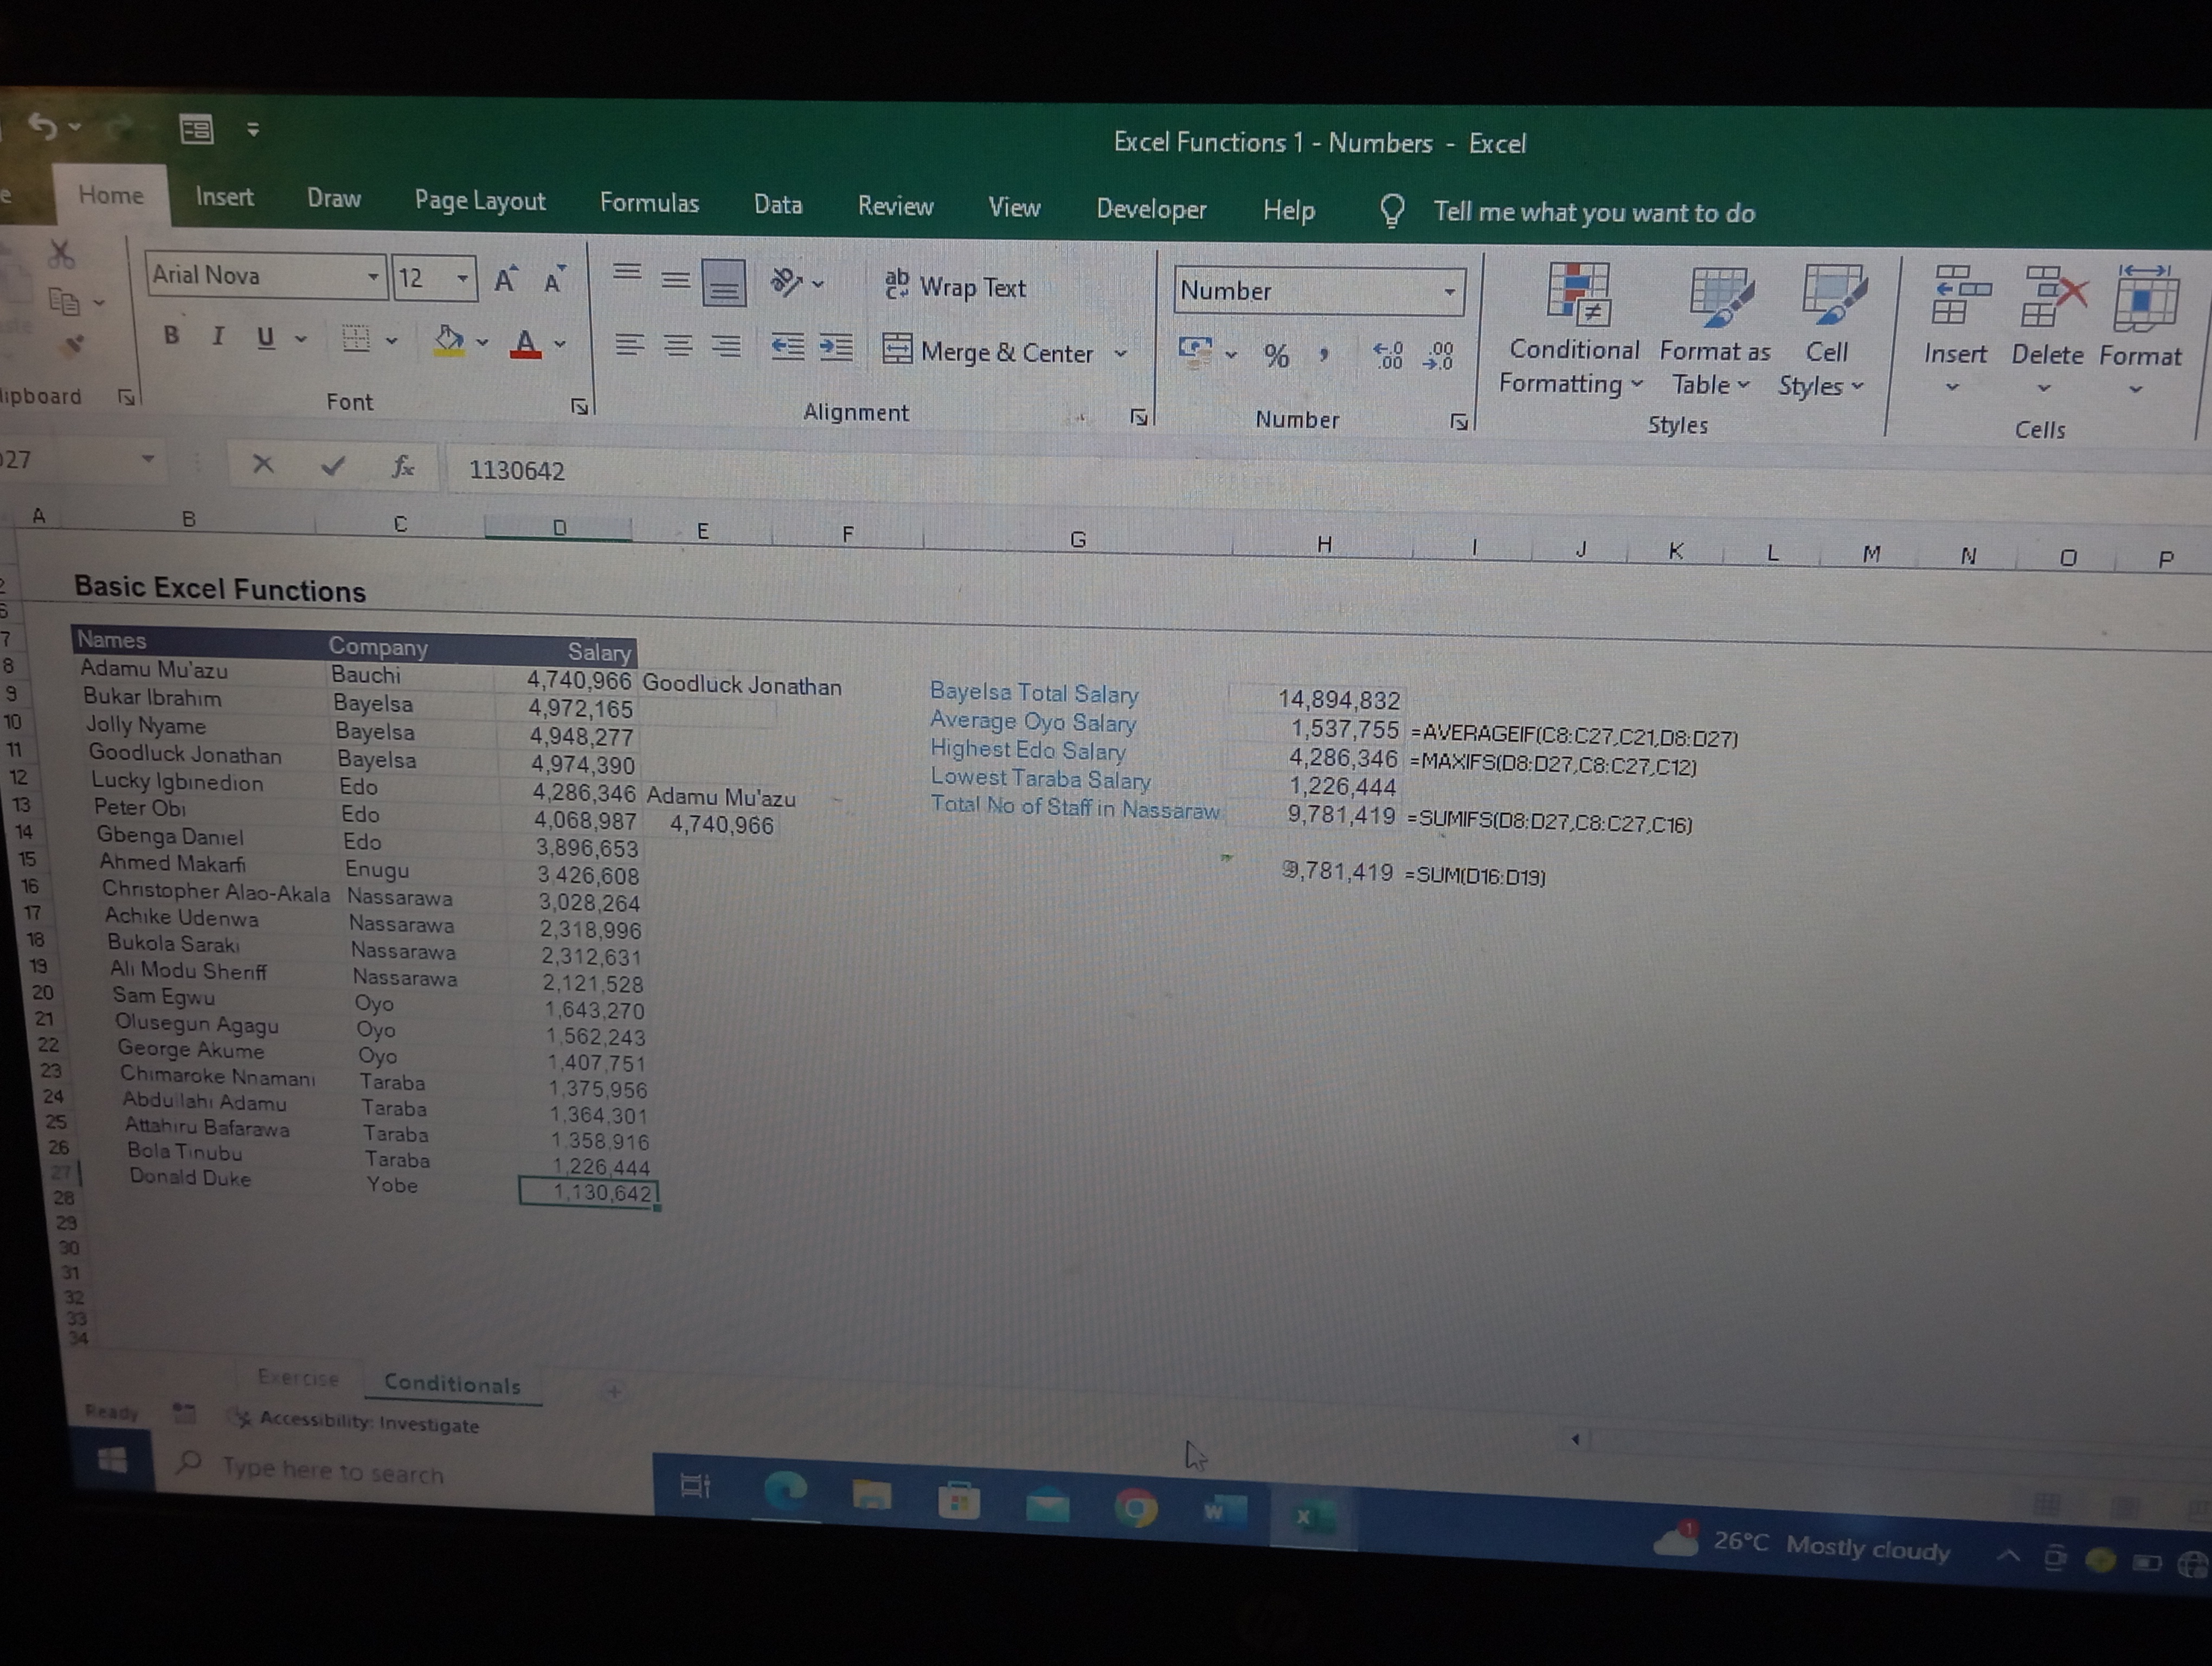 Excel Functions 1 - Numbers - Excel
Home Insert Draw Page Layout Formulas Data Review View Developer Help Tell me what you want to do
Arial Nova 12 A A ab Wrap Text Number
B I U A Merge & Center % , Conditional Formatting Format as Table Cell Styles Insert Delete Format
Font Alignment Number Styles Cells
fx 1130642
A B C D E F G H I J K L M N O P
Basic Excel Functions
7 Names Company Salary
8 Adamu Mu'azu Bauchi 4,740,966 Goodluck Jonathan Bayelsa Total Salary 14,894,832
9 Bukar Ibrahim Bayelsa 4,972,165 Average Oyo Salary 1,537,755 =AVERAGEIF(C8:C27,C21,D8:D27)
10 Jolly Nyame Bayelsa 4,948,277 Highest Edo Salary 4,286,346 =MAXIFS(D8:D27,C8:C27,C12)
11 Goodluck Jonathan Bayelsa 4,974,390 Lowest Taraba Salary 1,226,444
12 Lucky Igbinedion Edo 4,286,346 Adamu Mu'azu Total No of Staff in Nassaraw 9,781,419 =SUMIFS(D8:D27,C8:C27,C16)
13 Peter Obi Edo 4,068,987 4,740,966
14 Gbenga Daniel Edo 3,896,653 9,781,419 =SUM(D16:D19)
15 Ahmed Makarfi Enugu 3,426,608
16 Christopher Alao-Akala Nassarawa 3,028,264
17 Achike Udenwa Nassarawa 2,318,996
18 Bukola Saraki Nassarawa 2,312,631
19 Ali Modu Sheriff Nassarawa 2,121,528
20 Sam Egwu Oyo 1,643,270
21 Olusegun Agagu Oyo 1,562,243
22 George Akume Oyo 1,407,751
23 Chimaroke Nnamani Taraba 1,375,956
24 Abdullahi Adamu Taraba 1,364,301
25 Attahiru Bafarawa Taraba 1,358,916
26 Bola Tinubu Taraba 1,226,444
27 Donald Duke Yobe 1,130,642
28
29
30
31
32
33
34
Exercise Conditionals
Ready Accessibility: Investigate
Type here to search 26°C Mostly cloudy